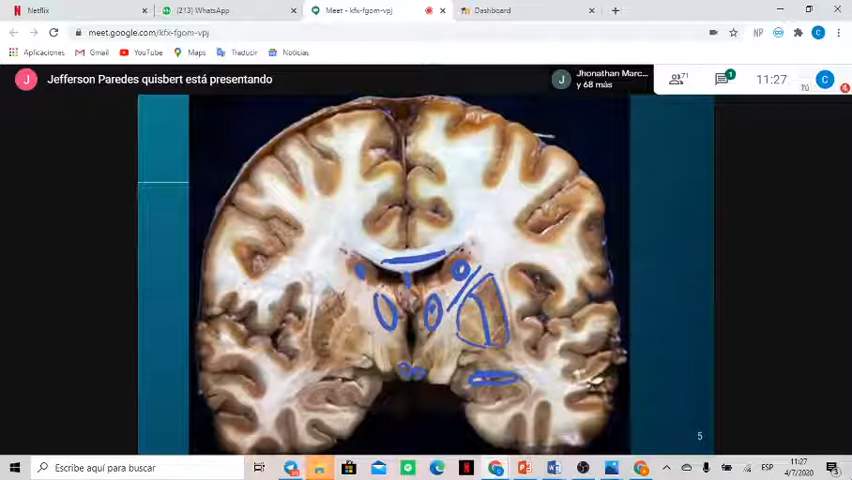 Netflix
(213) WhatsApp
Meet - kfx-fgom-vpj
Dashboard
meet.google.com/kfx-fgom-vpj
Aplicaciones
Gmail
YouTube
Maps
Traducir
Noticias
NP
C
J Jefferson Paredes quisbert está presentando
J Jhonathan Marc...
y 68 más
71
1
11:27
Tú
C
5
Escribe aquí para buscar
ESP
11:27
4/7/2020
3